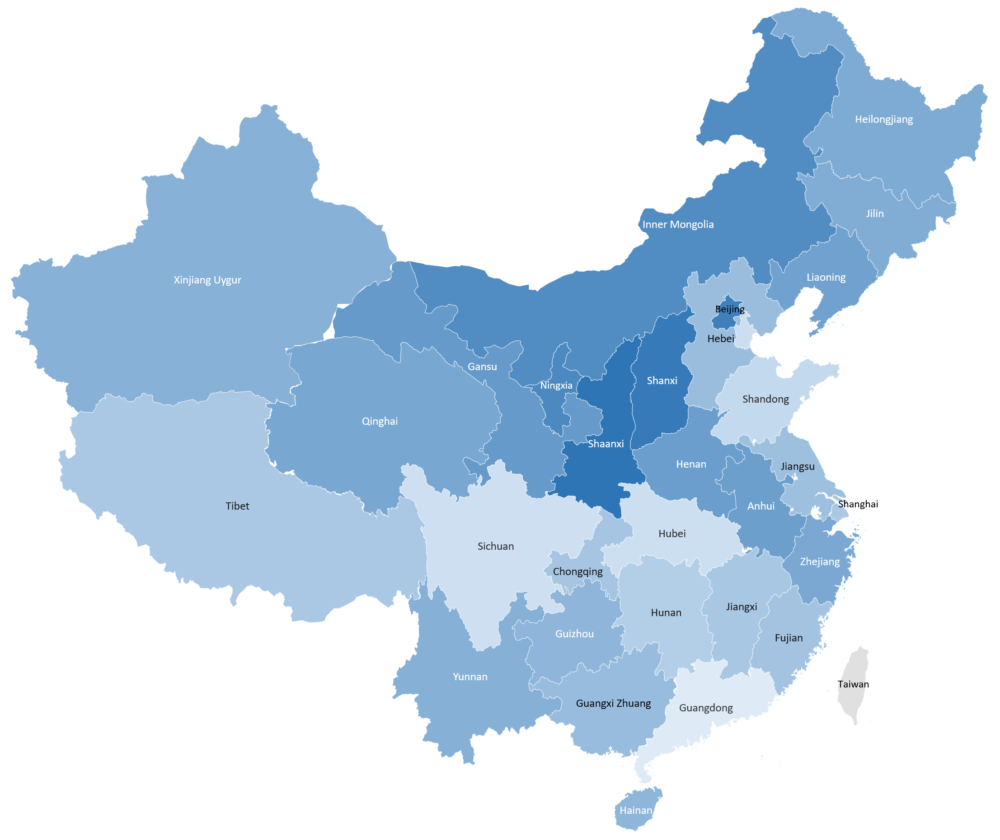 Heilongjiang
Jilin
Inner Mongolia
Liaoning
Xinjiang Uygur
Beijing
Hebei
Gansu
Shanxi
Ningxia
Shandong
Qinghai
Shaanxi
Henan
Jiangsu
Shanghai
Tibet
Anhui
Hubei
Sichuan
Zhejiang
Chongqing
Jiangxi
Hunan
Guizhou
Fujian
Yunnan
Taiwan
Guangxi Zhuang
Guangdong
Hainan